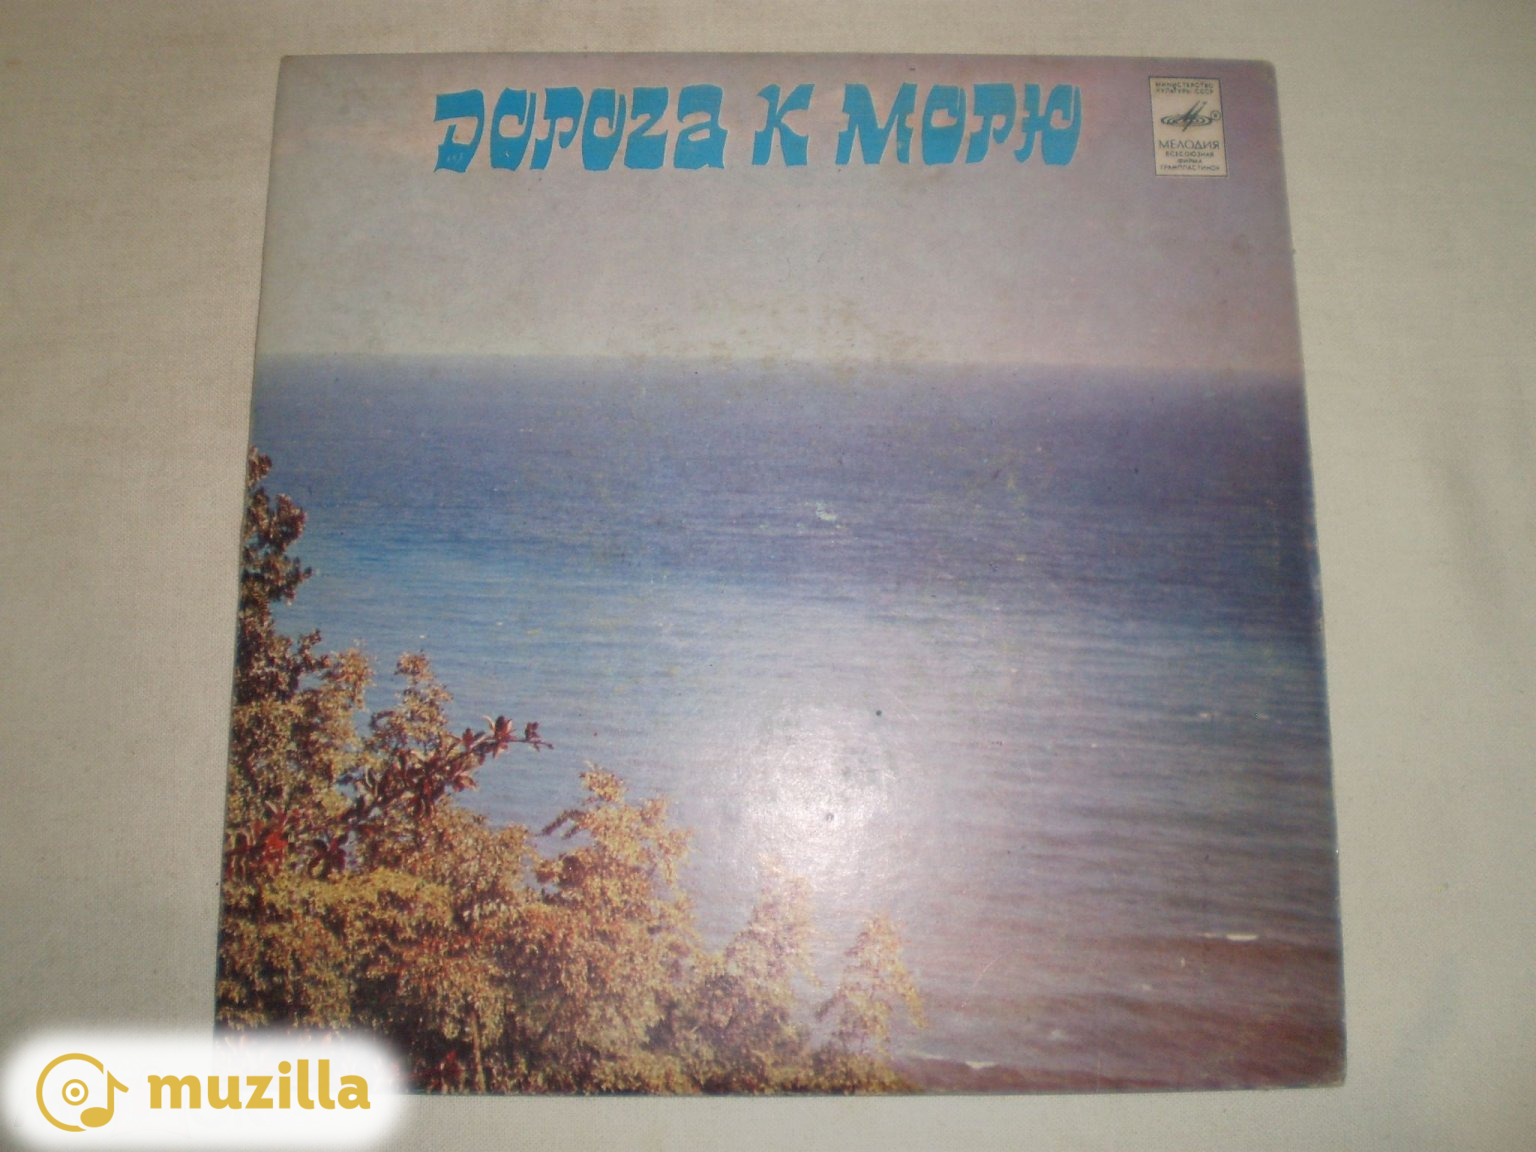 Дорога к морю
МИНИСТЕРСТВО
КУЛЬТУРЫ СССР
МЕЛОДИЯ
ВСЕСОЮЗНАЯ
ФИРМА
ГРАМПЛАСТИНОК
muzilla